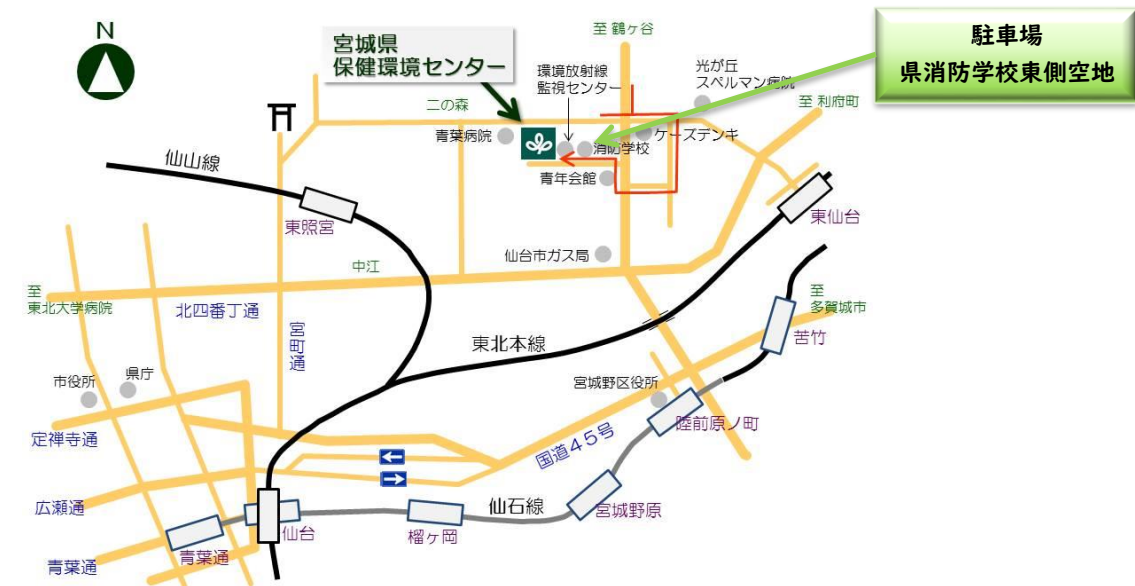 N
至 鶴ヶ谷
駐車場
県消防学校東側空地
宮城県
保健環境センター
環境放射線
監視センター
光が丘
スペルマン病院
至 利府町
二の森
青葉病院
消防学校
ケーズデンキ
青年会館
仙山線
東照宮
東仙台
仙台市ガス局
中江
至
東北大学病院
北四番丁通
宮町通
至
多賀城市
苦竹
東北本線
市役所
県庁
宮城野区役所
陸前原ノ町
定禅寺通
国道45号
広瀬通
仙石線
宮城野原
仙台
榴ヶ岡
青葉通
青葉通